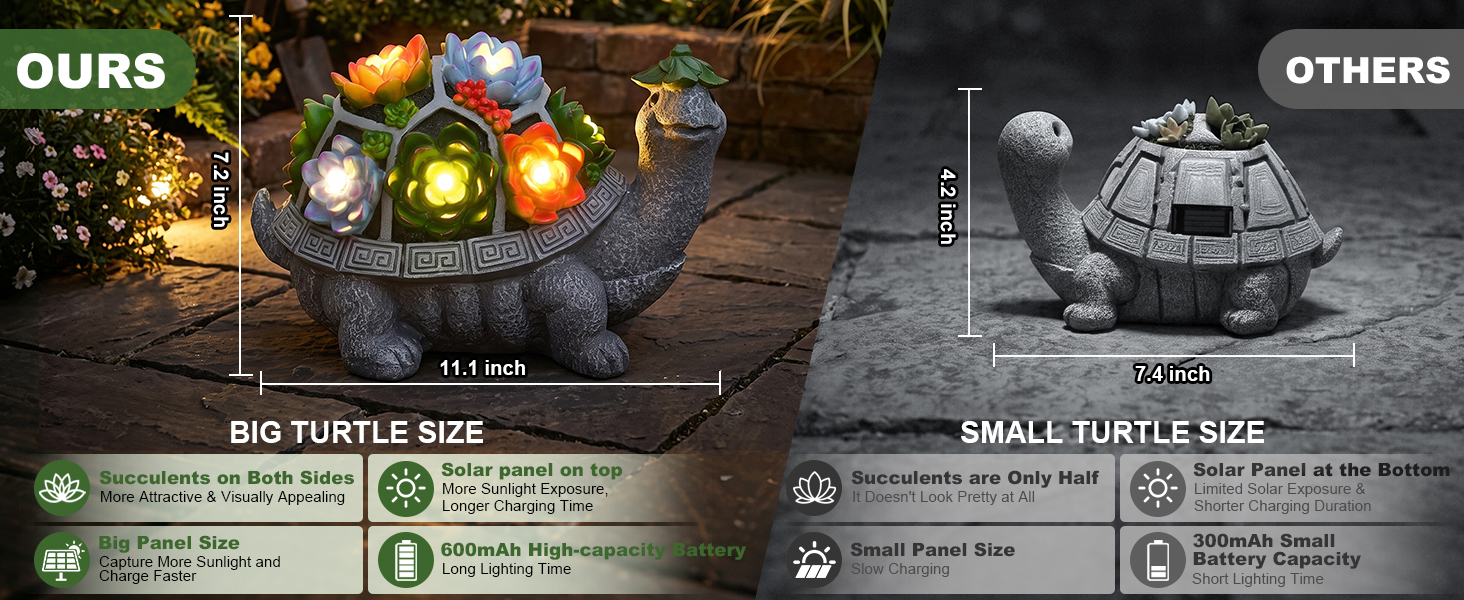 OURS
7.2 inch
11.1 inch
BIG TURTLE SIZE
Succulents on Both Sides
More Attractive & Visually Appealing
Solar panel on top
More Sunlight Exposure,
Longer Charging Time
Big Panel Size
Capture More Sunlight and
Charge Faster
600mAh High-capacity Battery
Long Lighting Time
OTHERS
4.2 inch
7.4 inch
SMALL TURTLE SIZE
Succulents are Only Half
It Doesn't Look Pretty at All
Solar Panel at the Bottom
Limited Solar Exposure &
Shorter Charging Duration
Small Panel Size
Slow Charging
300mAh Small
Battery Capacity
Short Lighting Time